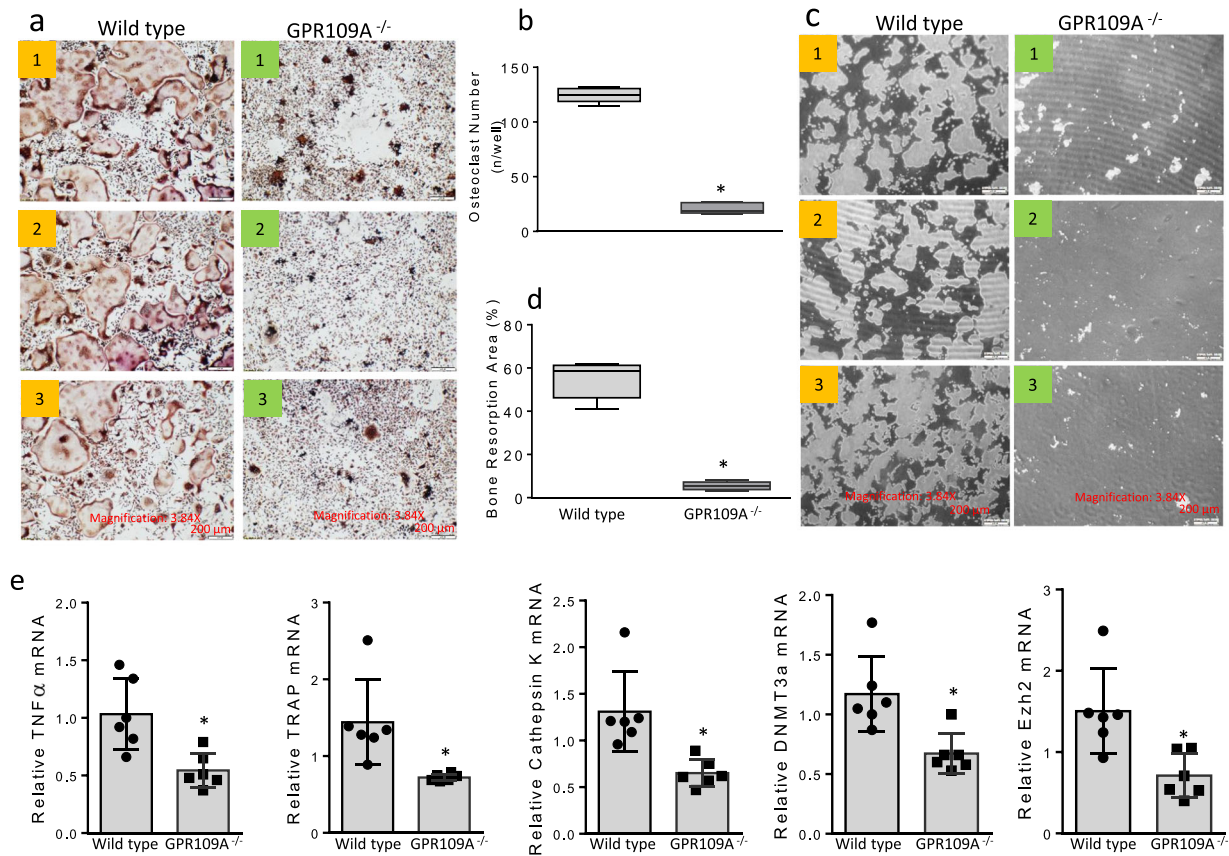 a
Wild type
GPR109A -/-
1
1
2
2
3
3
Magnification: 3.84X
200 µm
Magnification: 3.84X
200 µm
b
Osteoclast Number
(n/well)
150
100
50
0
*
d
Bone Resorption Area (%)
80
60
40
20
0
*
Wild type
GPR109A -/-
c
Wild type
GPR109A -/-
1
1
2
2
3
3
Magnification: 3.84X
200 µm
Magnification: 3.84X
200 µm
e
Relative TNFα mRNA
2.0
1.5
1.0
0.5
0.0
*
Wild type
GPR109A -/-
Relative TRAP mRNA
3
2
1
0
*
Wild type
GPR109A -/-
Relative Cathepsin K mRNA
2.5
2.0
1.5
1.0
0.5
0.0
*
Wild type
GPR109A -/-
Relative DNMT3a mRNA
2.0
1.5
1.0
0.5
0.0
*
Wild type
GPR109A -/-
Relative Ezh2 mRNA
3
2
1
0
*
Wild type
GPR109A -/-